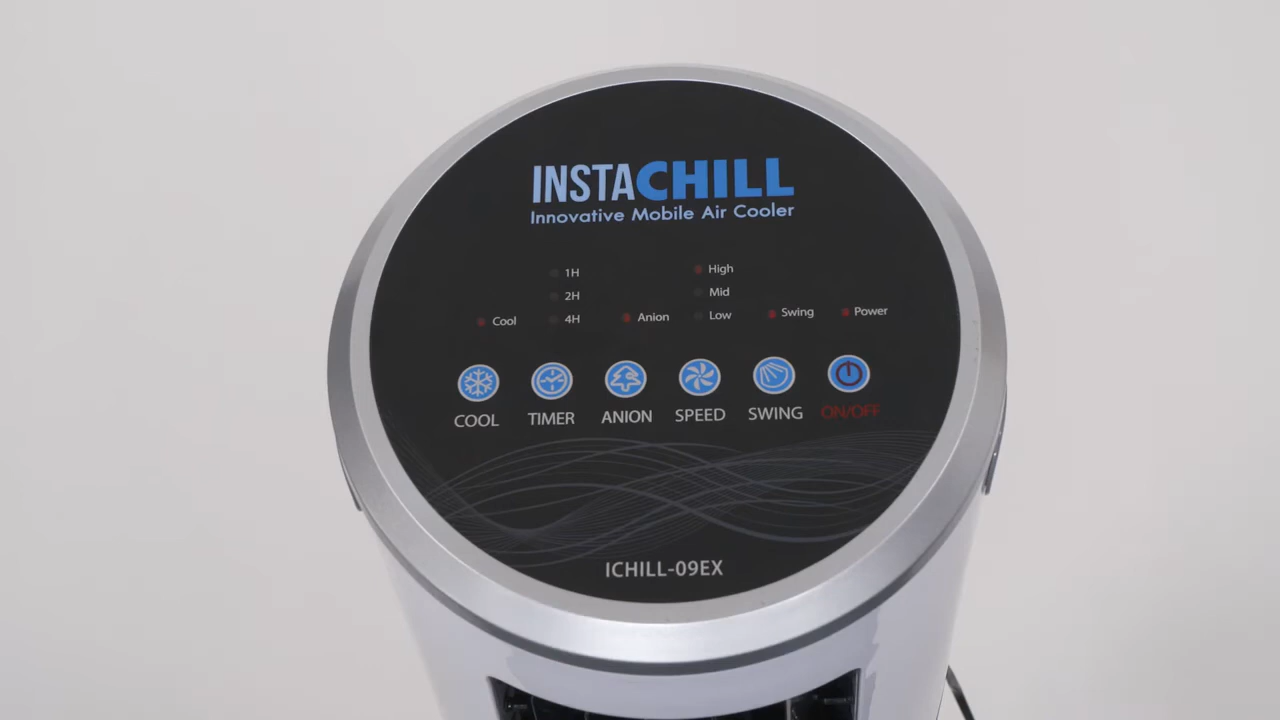 INSTACHILL
Innovative Mobile Air Cooler
1H High
2H Mid
Cool 4H Anion Low Swing Power
COOL TIMER ANION SPEED SWING ON/OFF
ICHILL-09EX